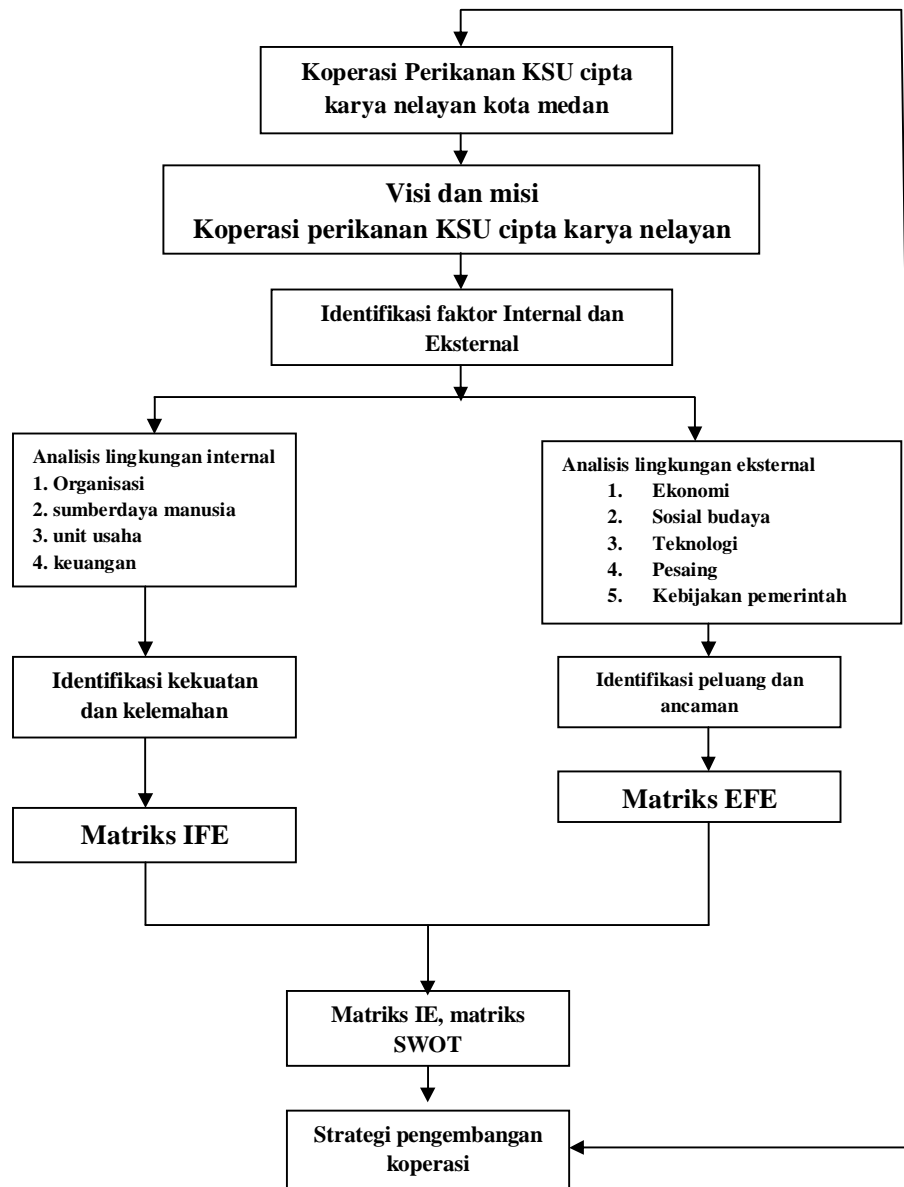 Koperasi Perikanan KSU cipta
karya nelayan kota medan
Visi dan misi
Koperasi perikanan KSU cipta karya nelayan
Identifikasi faktor Internal dan
Eksternal
Analisis lingkungan internal
1. Organisasi
2. sumberdaya manusia
3. unit usaha
4. keuangan
Analisis lingkungan eksternal
1. Ekonomi
2. Sosial budaya
3. Teknologi
4. Pesaing
5. Kebijakan pemerintah
Identifikasi kekuatan
dan kelemahan
Identifikasi peluang dan
ancaman
Matriks IFE
Matriks EFE
Matriks IE, matriks
SWOT
Strategi pengembangan
koperasi